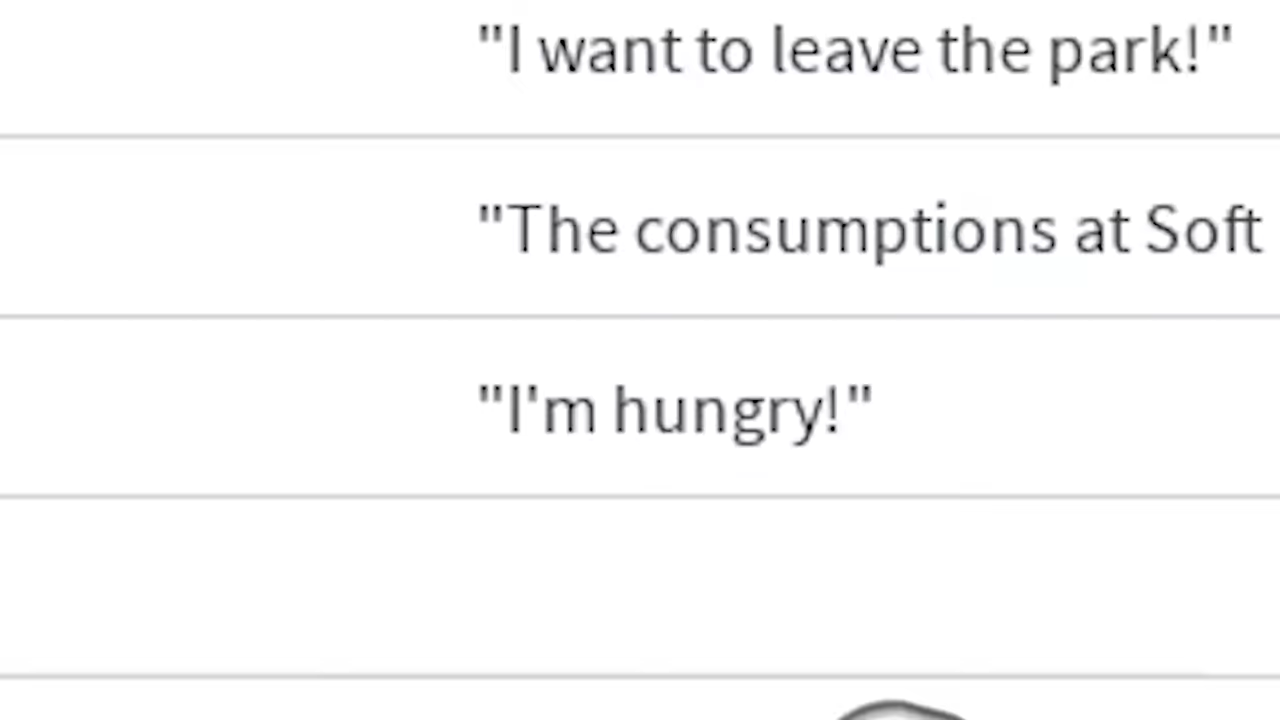 "I want to leave the park!"
"The consumptions at Soft
"I'm hungry!"